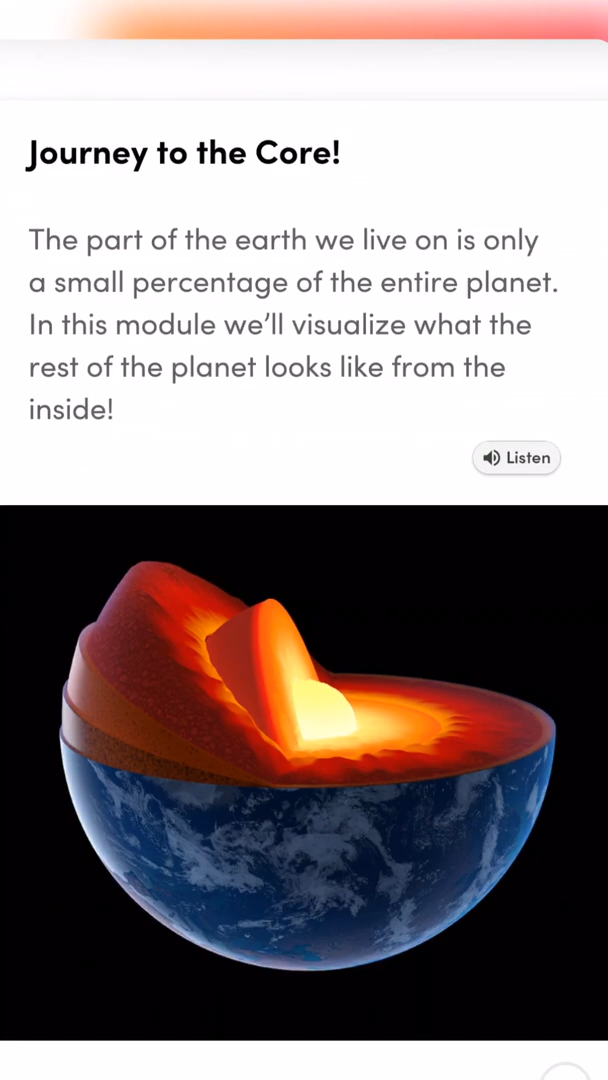 Journey to the Core!
The part of the earth we live on is only
a small percentage of the entire planet.
In this module we’ll visualize what the
rest of the planet looks like from the
inside!
Listen